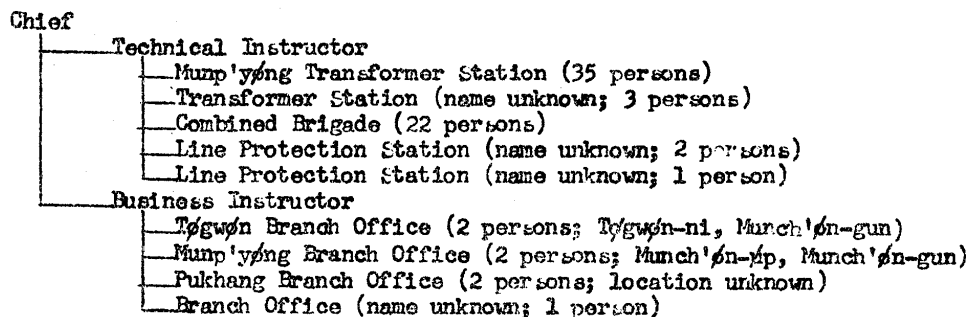 Chief
Technical Instructor
Munp'yǿng Transformer Station (35 persons)
Transformer Station (name unknown; 3 persons)
Combined Brigade (22 persons)
Line Protection Station (name unknown; 2 persons)
Line Protection Station (name unknown; 1 person)
Business Instructor
Tǿgwǿn Branch Office (2 persons; Tǿgwǿn-ni, Munch'ǿn-gun)
Munp'yǿng Branch Office (2 persons; Munch'ǿn-ǿp, Munch'ǿn-gun)
Pukhang Branch Office (2 persons; location unknown)
Branch Office (name unknown; 1 person)